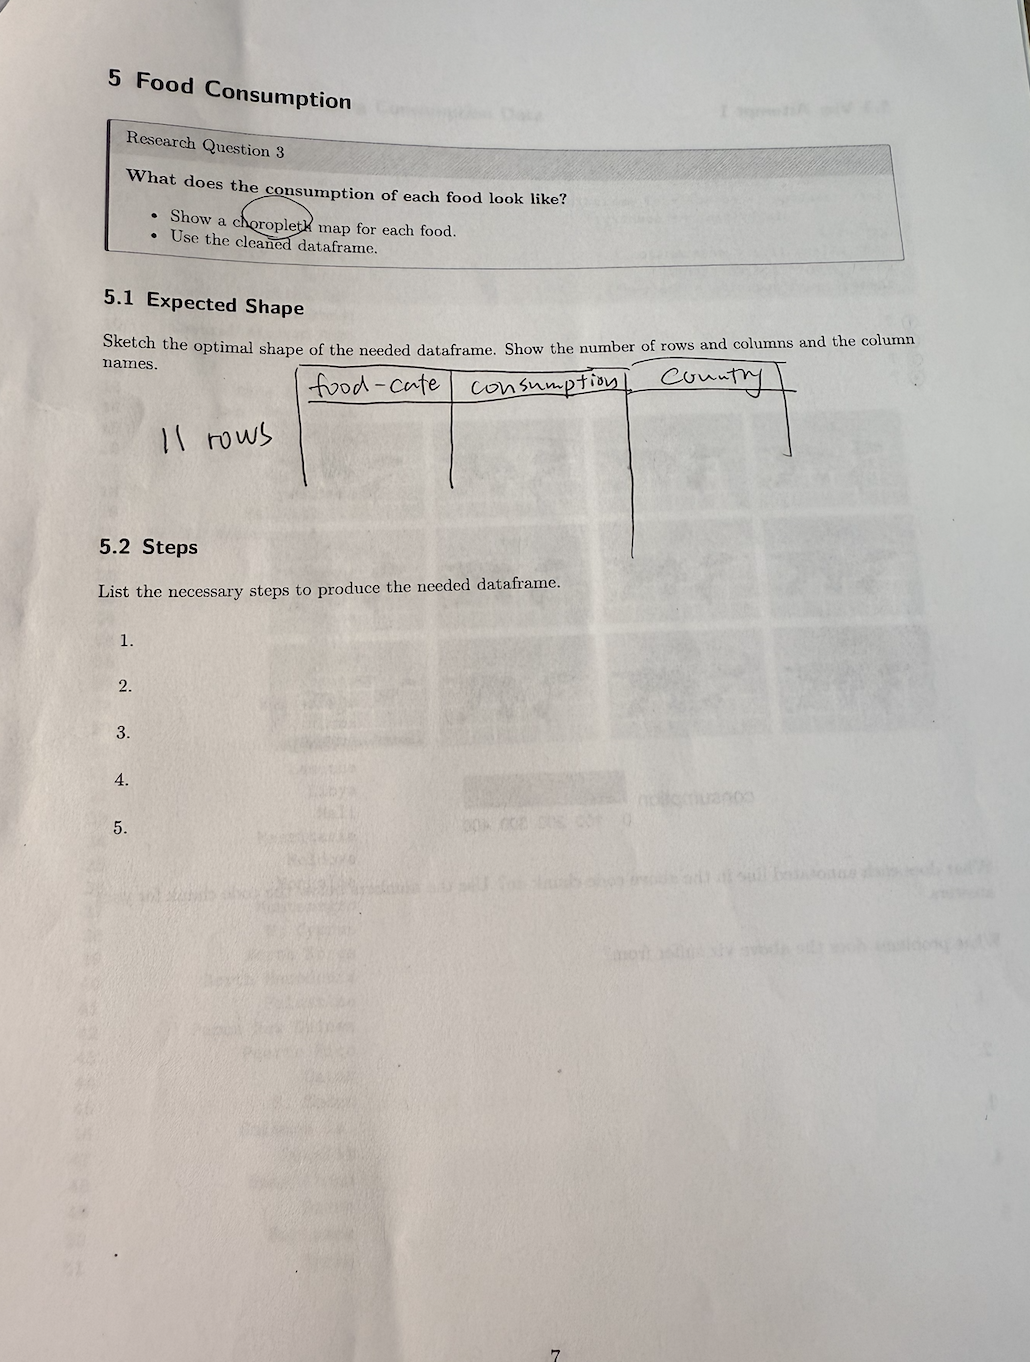 5 Food Consumption
Research Question 3
What does the consumption of each food look like?
• Show a choropleth map for each food.
• Use the cleaned dataframe.
5.1 Expected Shape
Sketch the optimal shape of the needed dataframe. Show the number of rows and columns and the column
names.
food-cate consumption country
11 rows
5.2 Steps
List the necessary steps to produce the needed dataframe.
1.
2.
3.
4.
5.
7